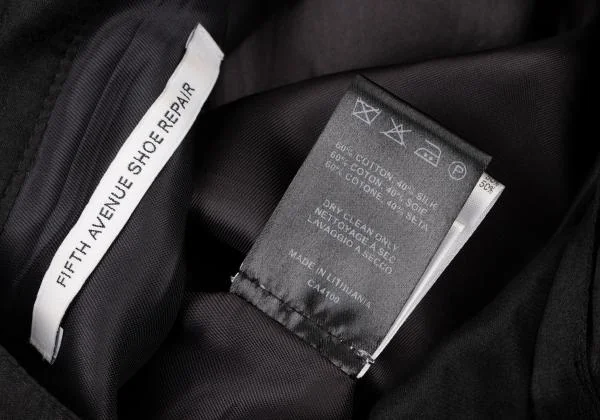 FIFTH AVENUE SHOE REPAIR
60% COTTON, 40% SILK
60% COTON, 40% SOIE
60% COTONE, 40% SETA
DRY CLEAN ONLY
NETTOYAGE A SEC
LAVAGGIO A SECCO
MADE IN LITHUANIA
P
50%